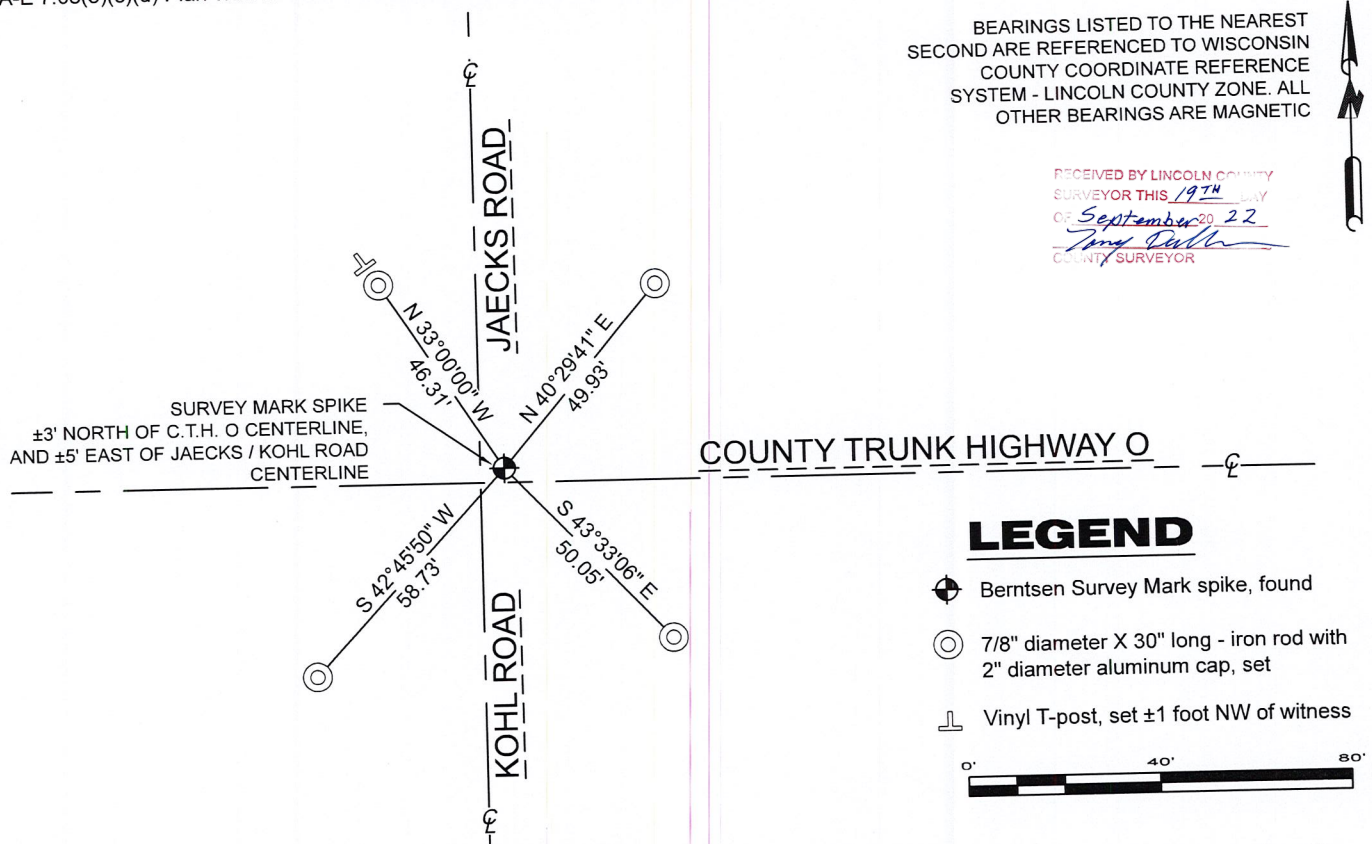 BEARINGS LISTED TO THE NEAREST
SECOND ARE REFERENCED TO WISCONSIN
COUNTY COORDINATE REFERENCE
SYSTEM - LINCOLN COUNTY ZONE. ALL
OTHER BEARINGS ARE MAGNETIC
N
RECEIVED BY LINCOLN COUNTY
SURVEYOR THIS 19TH DAY
OF September 20 22
COUNTY SURVEYOR
℄
JAECKS ROAD
N 33°00'00" W
46.31'
N 40°29'41" E
49.93'
SURVEY MARK SPIKE
±3' NORTH OF C.T.H. O CENTERLINE,
AND ±5' EAST OF JAECKS / KOHL ROAD
CENTERLINE
COUNTY TRUNK HIGHWAY O
℄
S 42°45'50" W
58.73'
S 43°33'06" E
50.05'
KOHL ROAD
℄
LEGEND
Berntsen Survey Mark spike, found
7/8" diameter X 30" long - iron rod with
2" diameter aluminum cap, set
Vinyl T-post, set ±1 foot NW of witness
0' 40' 80'